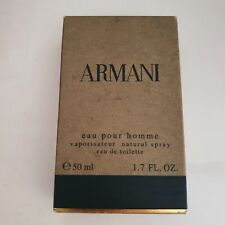 ARMANI
eau pour homme
vaporisateur natural spray
eau de toilette
℮ 50 ml 1.7 FL. OZ.